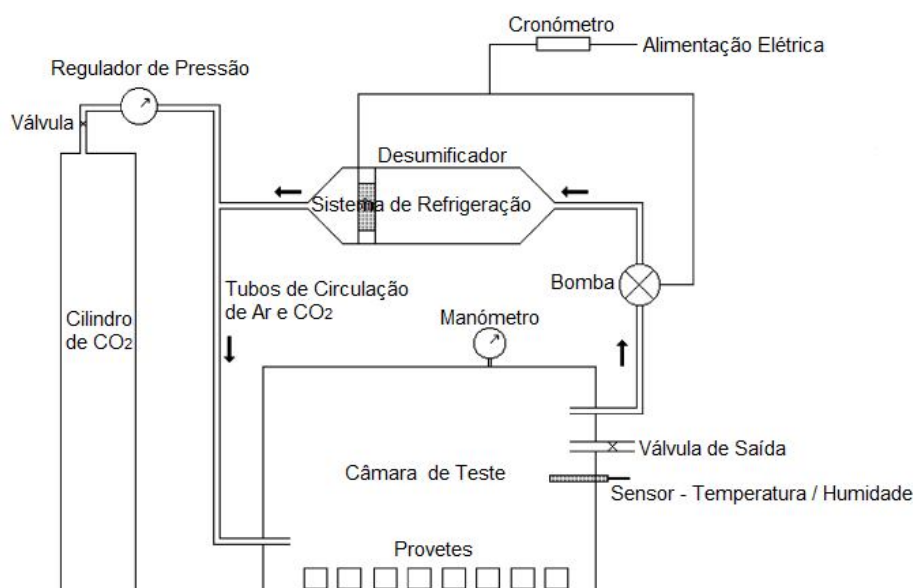 Cronómetro
Alimentação Elétrica
Regulador de Pressão
Válvula
Desumificador
Sistema de Refrigeração
Bomba
Tubos de Circulação
de Ar e CO2
Manómetro
Cilindro
de CO2
Válvula de Saída
Câmara de Teste
Sensor - Temperatura / Humidade
Provetes